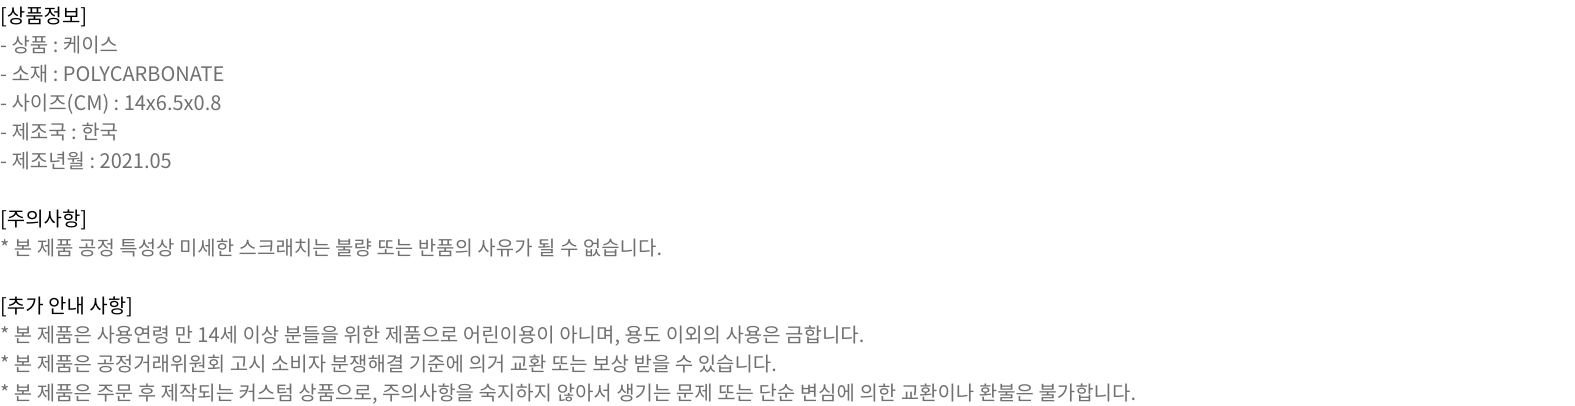 [상품정보]
- 상품 : 케이스
- 소재 : POLYCARBONATE
- 사이즈(CM) : 14x6.5x0.8
- 제조국 : 한국
- 제조년월 : 2021.05
[주의사항]
* 본 제품 공정 특성상 미세한 스크래치는 불량 또는 반품의 사유가 될 수 없습니다.
[추가 안내 사항]
* 본 제품은 사용연령 만 14세 이상 분들을 위한 제품으로 어린이용이 아니며, 용도 이외의 사용은 금합니다.
* 본 제품은 공정거래위원회 고시 소비자 분쟁해결 기준에 의거 교환 또는 보상 받을 수 있습니다.
* 본 제품은 주문 후 제작되는 커스텀 상품으로, 주의사항을 숙지하지 않아서 생기는 문제 또는 단순 변심에 의한 교환이나 환불은 불가합니다.